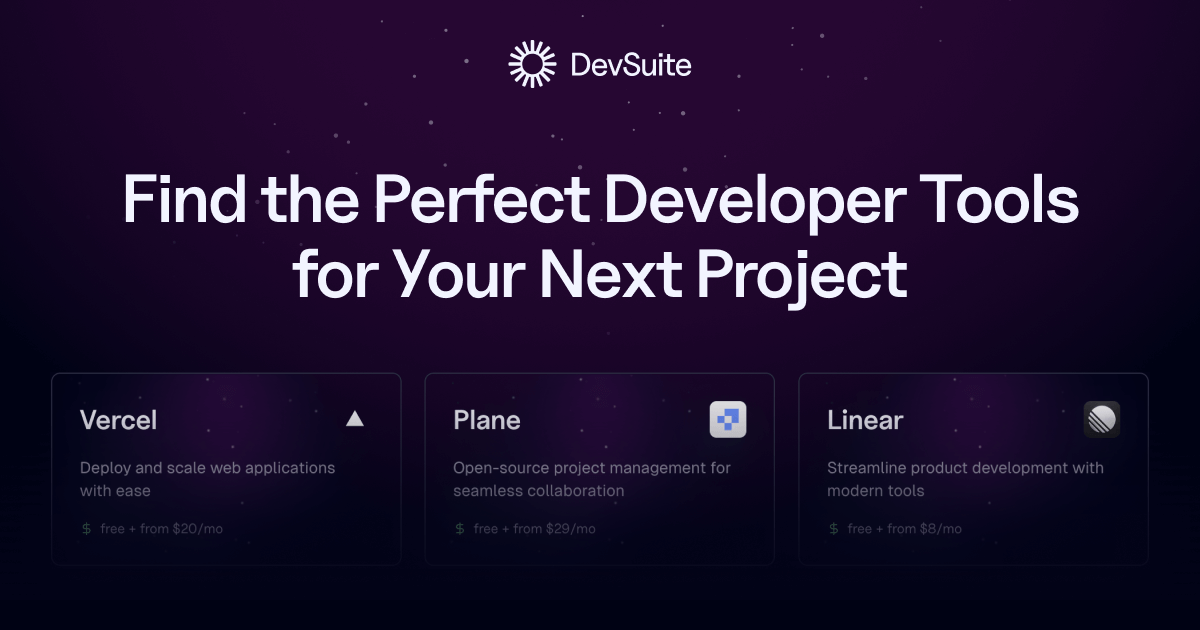 DevSuite
Find the Perfect Developer Tools
for Your Next Project
Vercel
Deploy and scale web applications
with ease
$ free + from $20/mo
Plane
Open-source project management for
seamless collaboration
$ free + from $29/mo
Linear
Streamline product development with
modern tools
$ free + from $8/mo